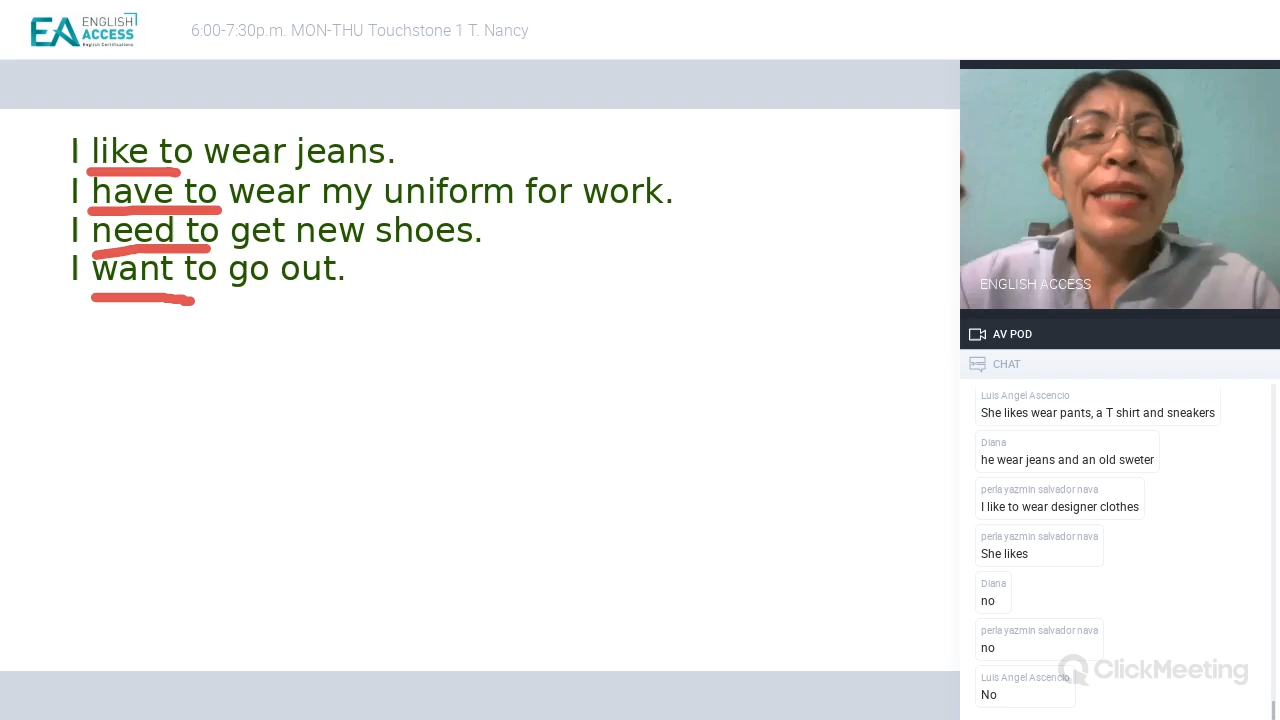 EA ENGLISH ACCESS
English Certifications
6:00-7:30p.m. MON-THU Touchstone 1 T. Nancy
I like to wear jeans.
I have to wear my uniform for work.
I need to get new shoes.
I want to go out.
ENGLISH ACCESS
AV POD
CHAT
Luis Angel Ascencio
She likes wear pants, a T shirt and sneakers
Diana
he wear jeans and an old sweter
perla yazmin salvador nava
I like to wear designer clothes
perla yazmin salvador nava
She likes
Diana
no
perla yazmin salvador nava
no
Luis Angel Ascencio
No
ClickMeeting